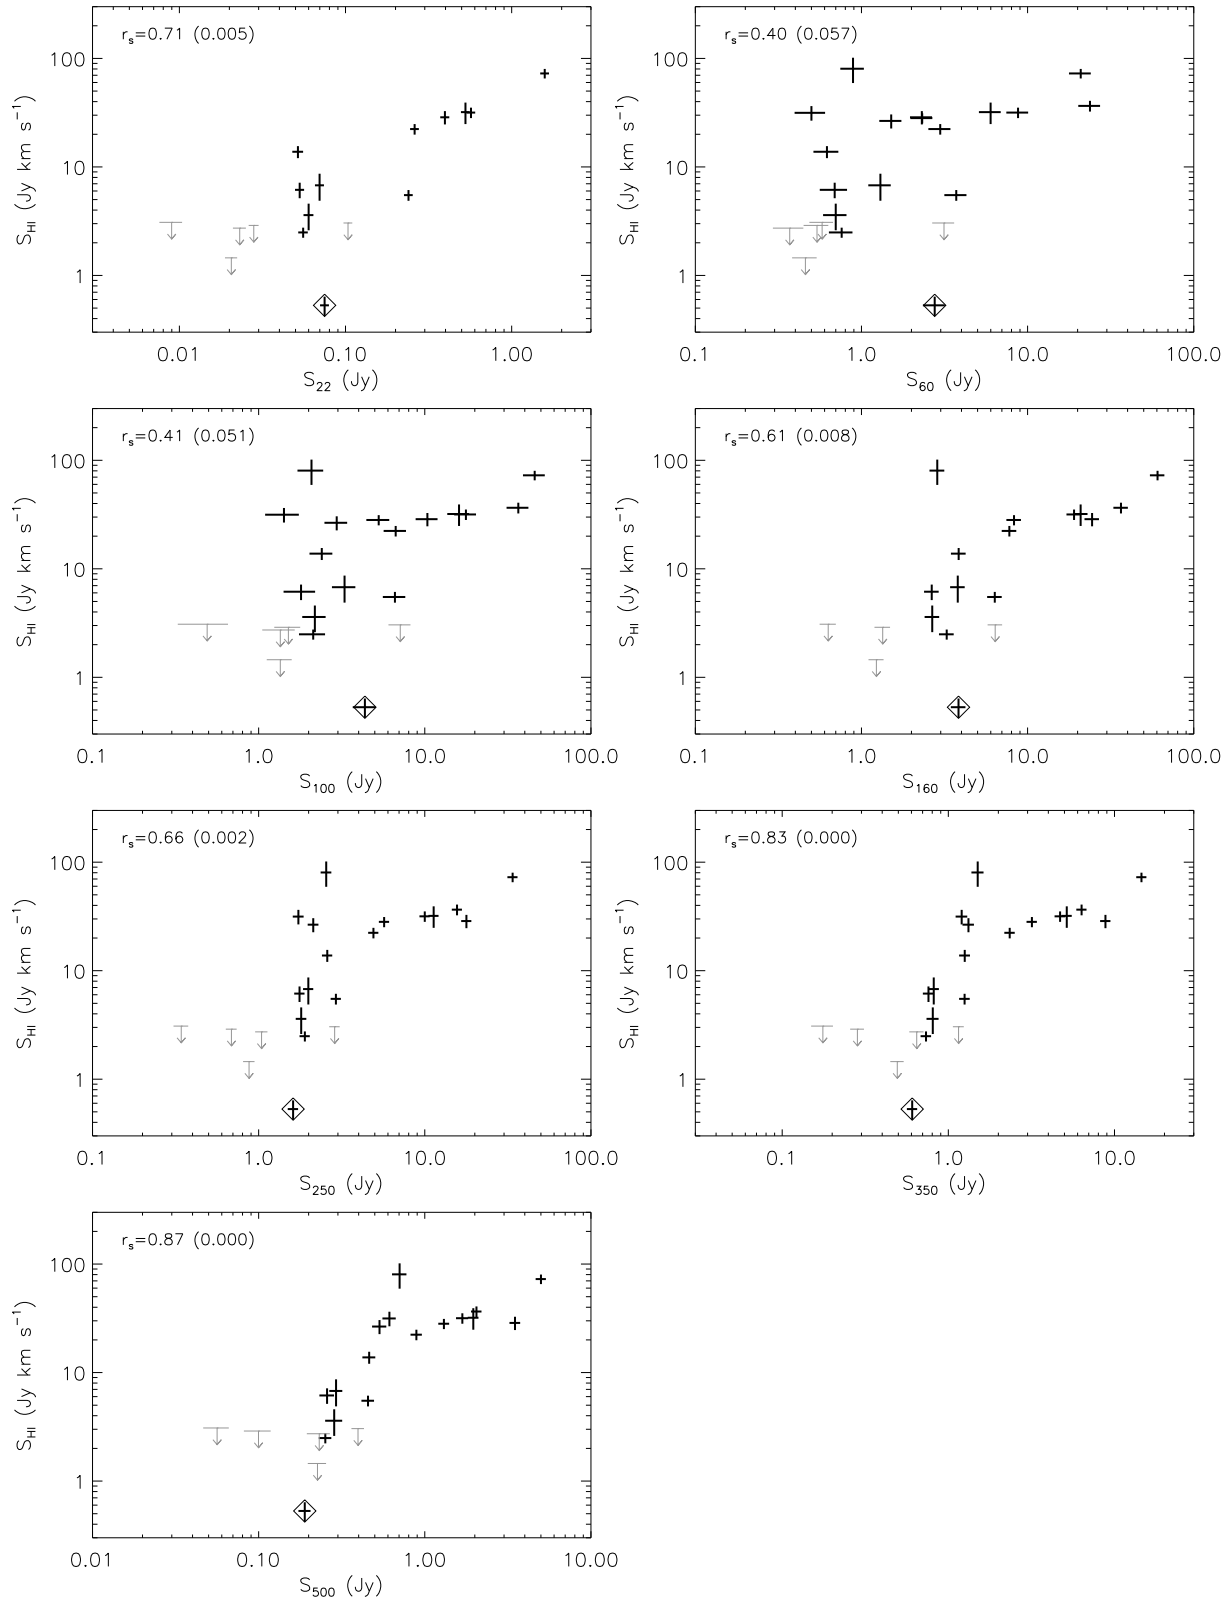 r_s=0.71 (0.005)
100
10
1
S_HI (Jy km s⁻¹)
0.01 0.10 1.00
S_22 (Jy)
r_s=0.40 (0.057)
100
10
1
S_HI (Jy km s⁻¹)
0.1 1.0 10.0 100.0
S_60 (Jy)
r_s=0.41 (0.051)
100
10
1
S_HI (Jy km s⁻¹)
0.1 1.0 10.0 100.0
S_100 (Jy)
r_s=0.61 (0.008)
100
10
1
S_HI (Jy km s⁻¹)
0.1 1.0 10.0 100.0
S_160 (Jy)
r_s=0.66 (0.002)
100
10
1
S_HI (Jy km s⁻¹)
0.1 1.0 10.0 100.0
S_250 (Jy)
r_s=0.83 (0.000)
100
10
1
S_HI (Jy km s⁻¹)
0.1 1.0 10.0
S_350 (Jy)
r_s=0.87 (0.000)
100
10
1
S_HI (Jy km s⁻¹)
0.01 0.10 1.00 10.00
S_500 (Jy)